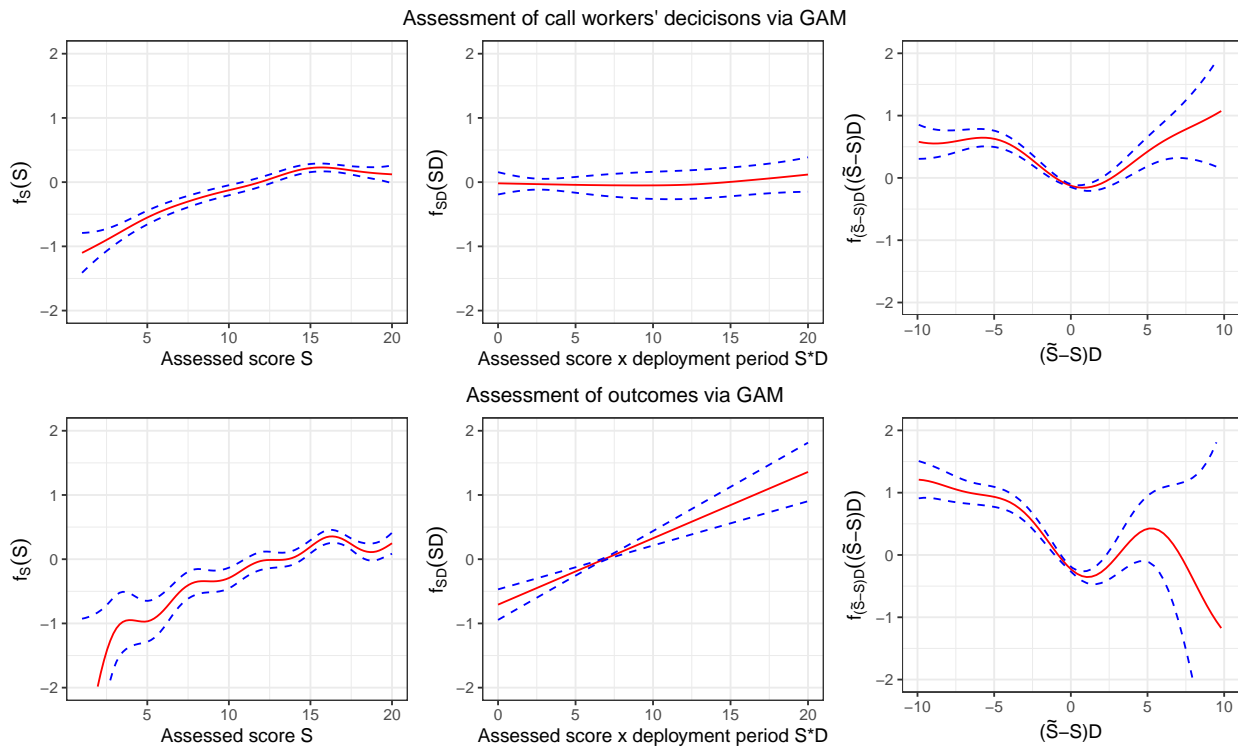 Assessment of call workers' decicisons via GAM
f_S(S)
2
1
0
−1
−2
5 10 15 20
Assessed score S
f_SD(SD)
2
1
0
−1
−2
0 5 10 15 20
Assessed score x deployment period S*D
f_(S̃−S)D((S̃−S)D)
2
1
0
−1
−2
−10 −5 0 5 10
(S̃−S)D
Assessment of outcomes via GAM
f_S(S)
2
1
0
−1
−2
5 10 15 20
Assessed score S
f_SD(SD)
2
1
0
−1
−2
0 5 10 15 20
Assessed score x deployment period S*D
f_(S̃−S)D((S̃−S)D)
2
1
0
−1
−2
−10 −5 0 5 10
(S̃−S)D